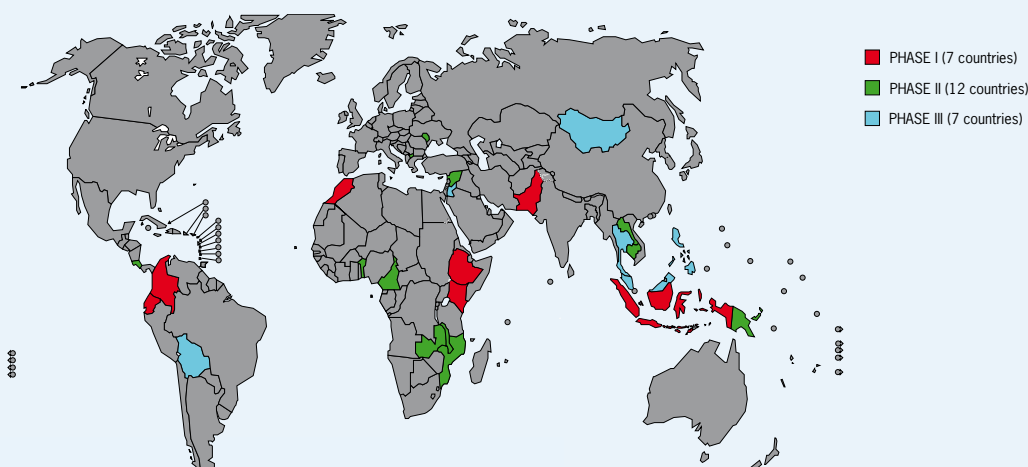 PHASE I (7 countries)
PHASE II (12 countries)
PHASE III (7 countries)